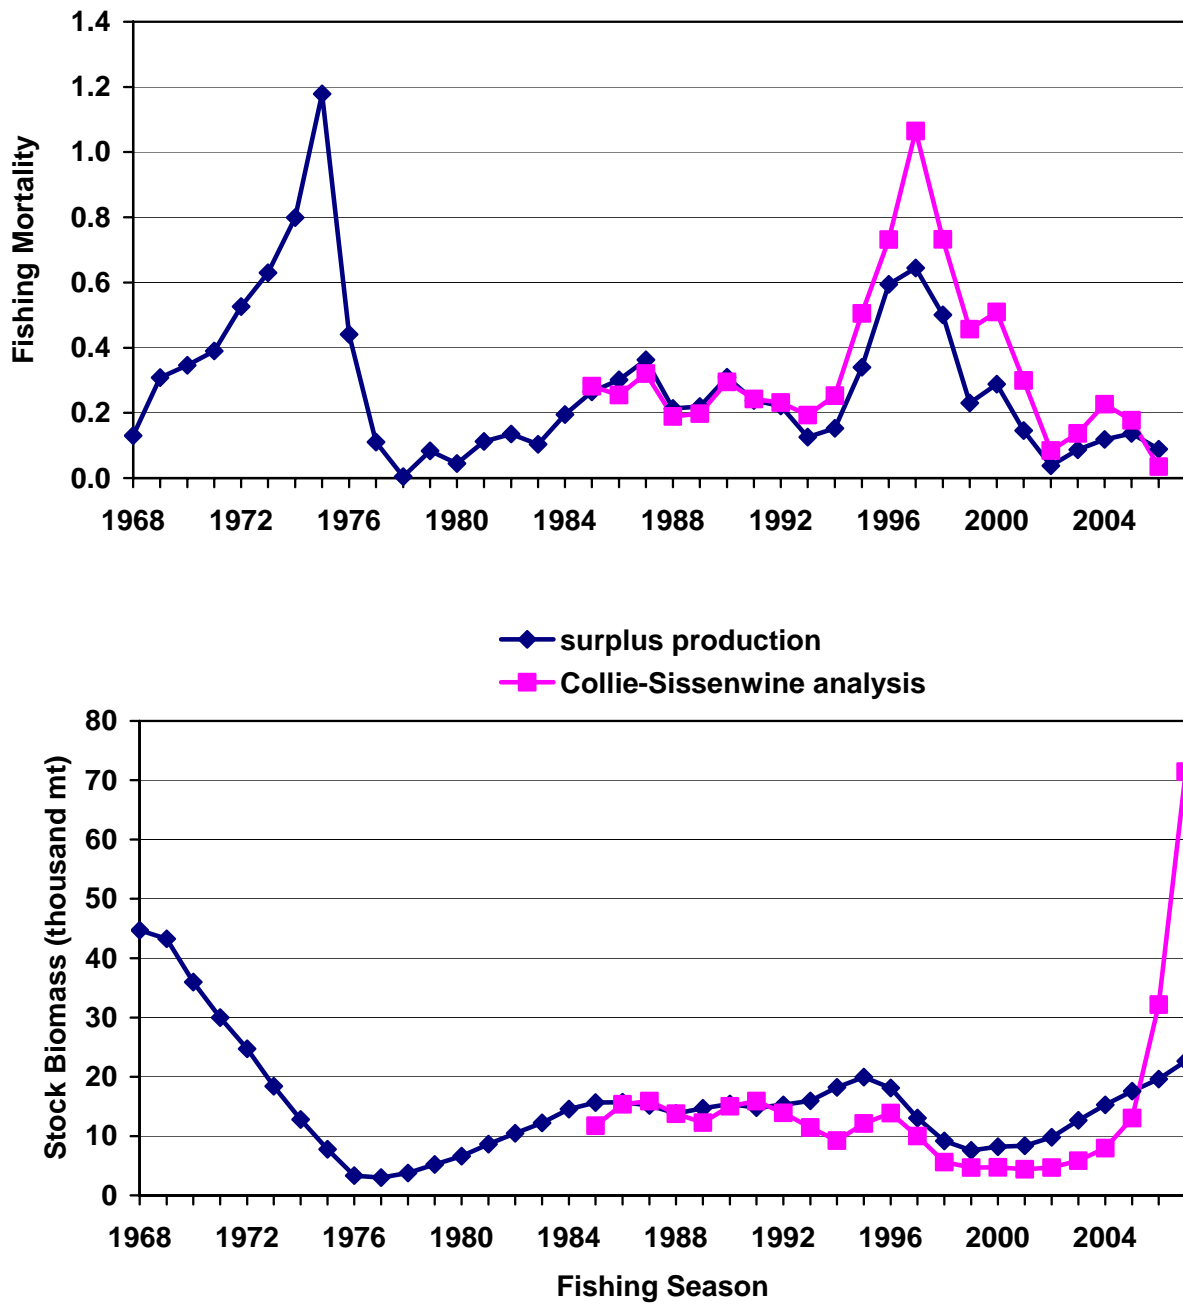 1.4
1.2
1.0
0.8
0.6
0.4
0.2
0.0
Fishing Mortality
1968 1972 1976 1980 1984 1988 1992 1996 2000 2004
surplus production
Collie-Sissenwine analysis
80
70
60
50
40
30
20
10
0
Stock Biomass (thousand mt)
1968 1972 1976 1980 1984 1988 1992 1996 2000 2004
Fishing Season